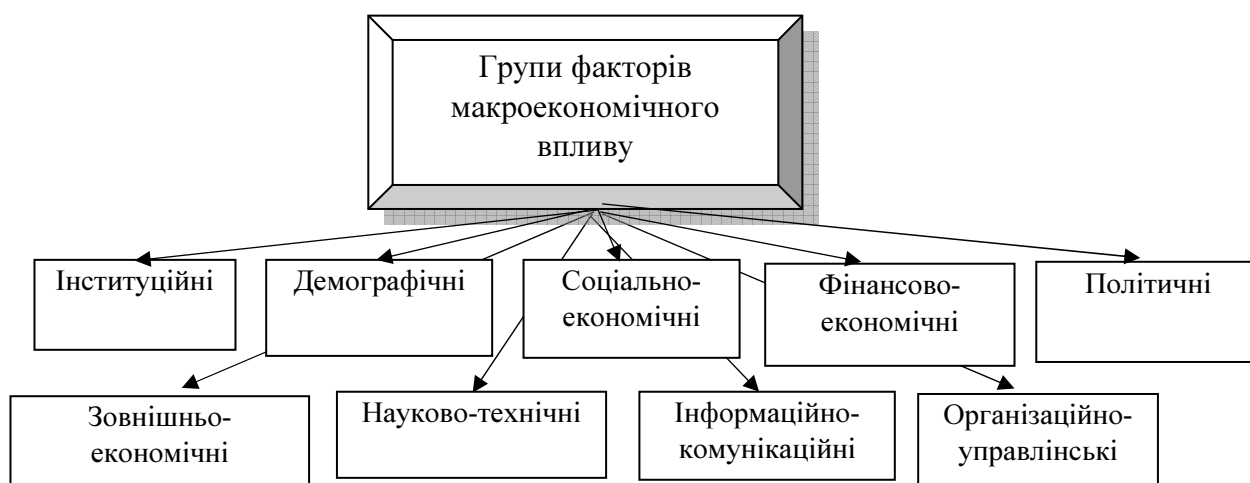 Групи факторів
макроекономічного
впливу
Інституційні
Демографічні
Соціально-
економічні
Фінансово-
економічні
Політичні
Зовнішньо-
економічні
Науково-технічні
Інформаційно-
комунікаційні
Організаційно-
управлінські